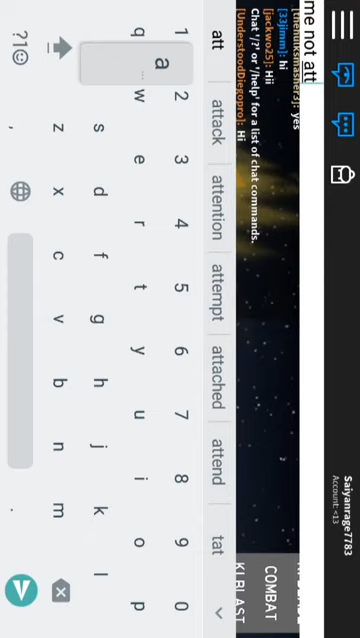 Saiyanrage7783
Account: <13
me not att
[thehulksmasher3]: yes
[33jimm]: hi
[jackwo25]: Hii
Chat '/?' or '/help' for a list of chat commands.
[UnderstoodDiegopro]: Hi
COMBAT
KI BLAST
att attack attention attempt attached attend tat
1 2 3 4 5 6 7 8 9 0
q w e r t y u i o p
a s d f g h j k l
z x c v b n m
?1☺ , .